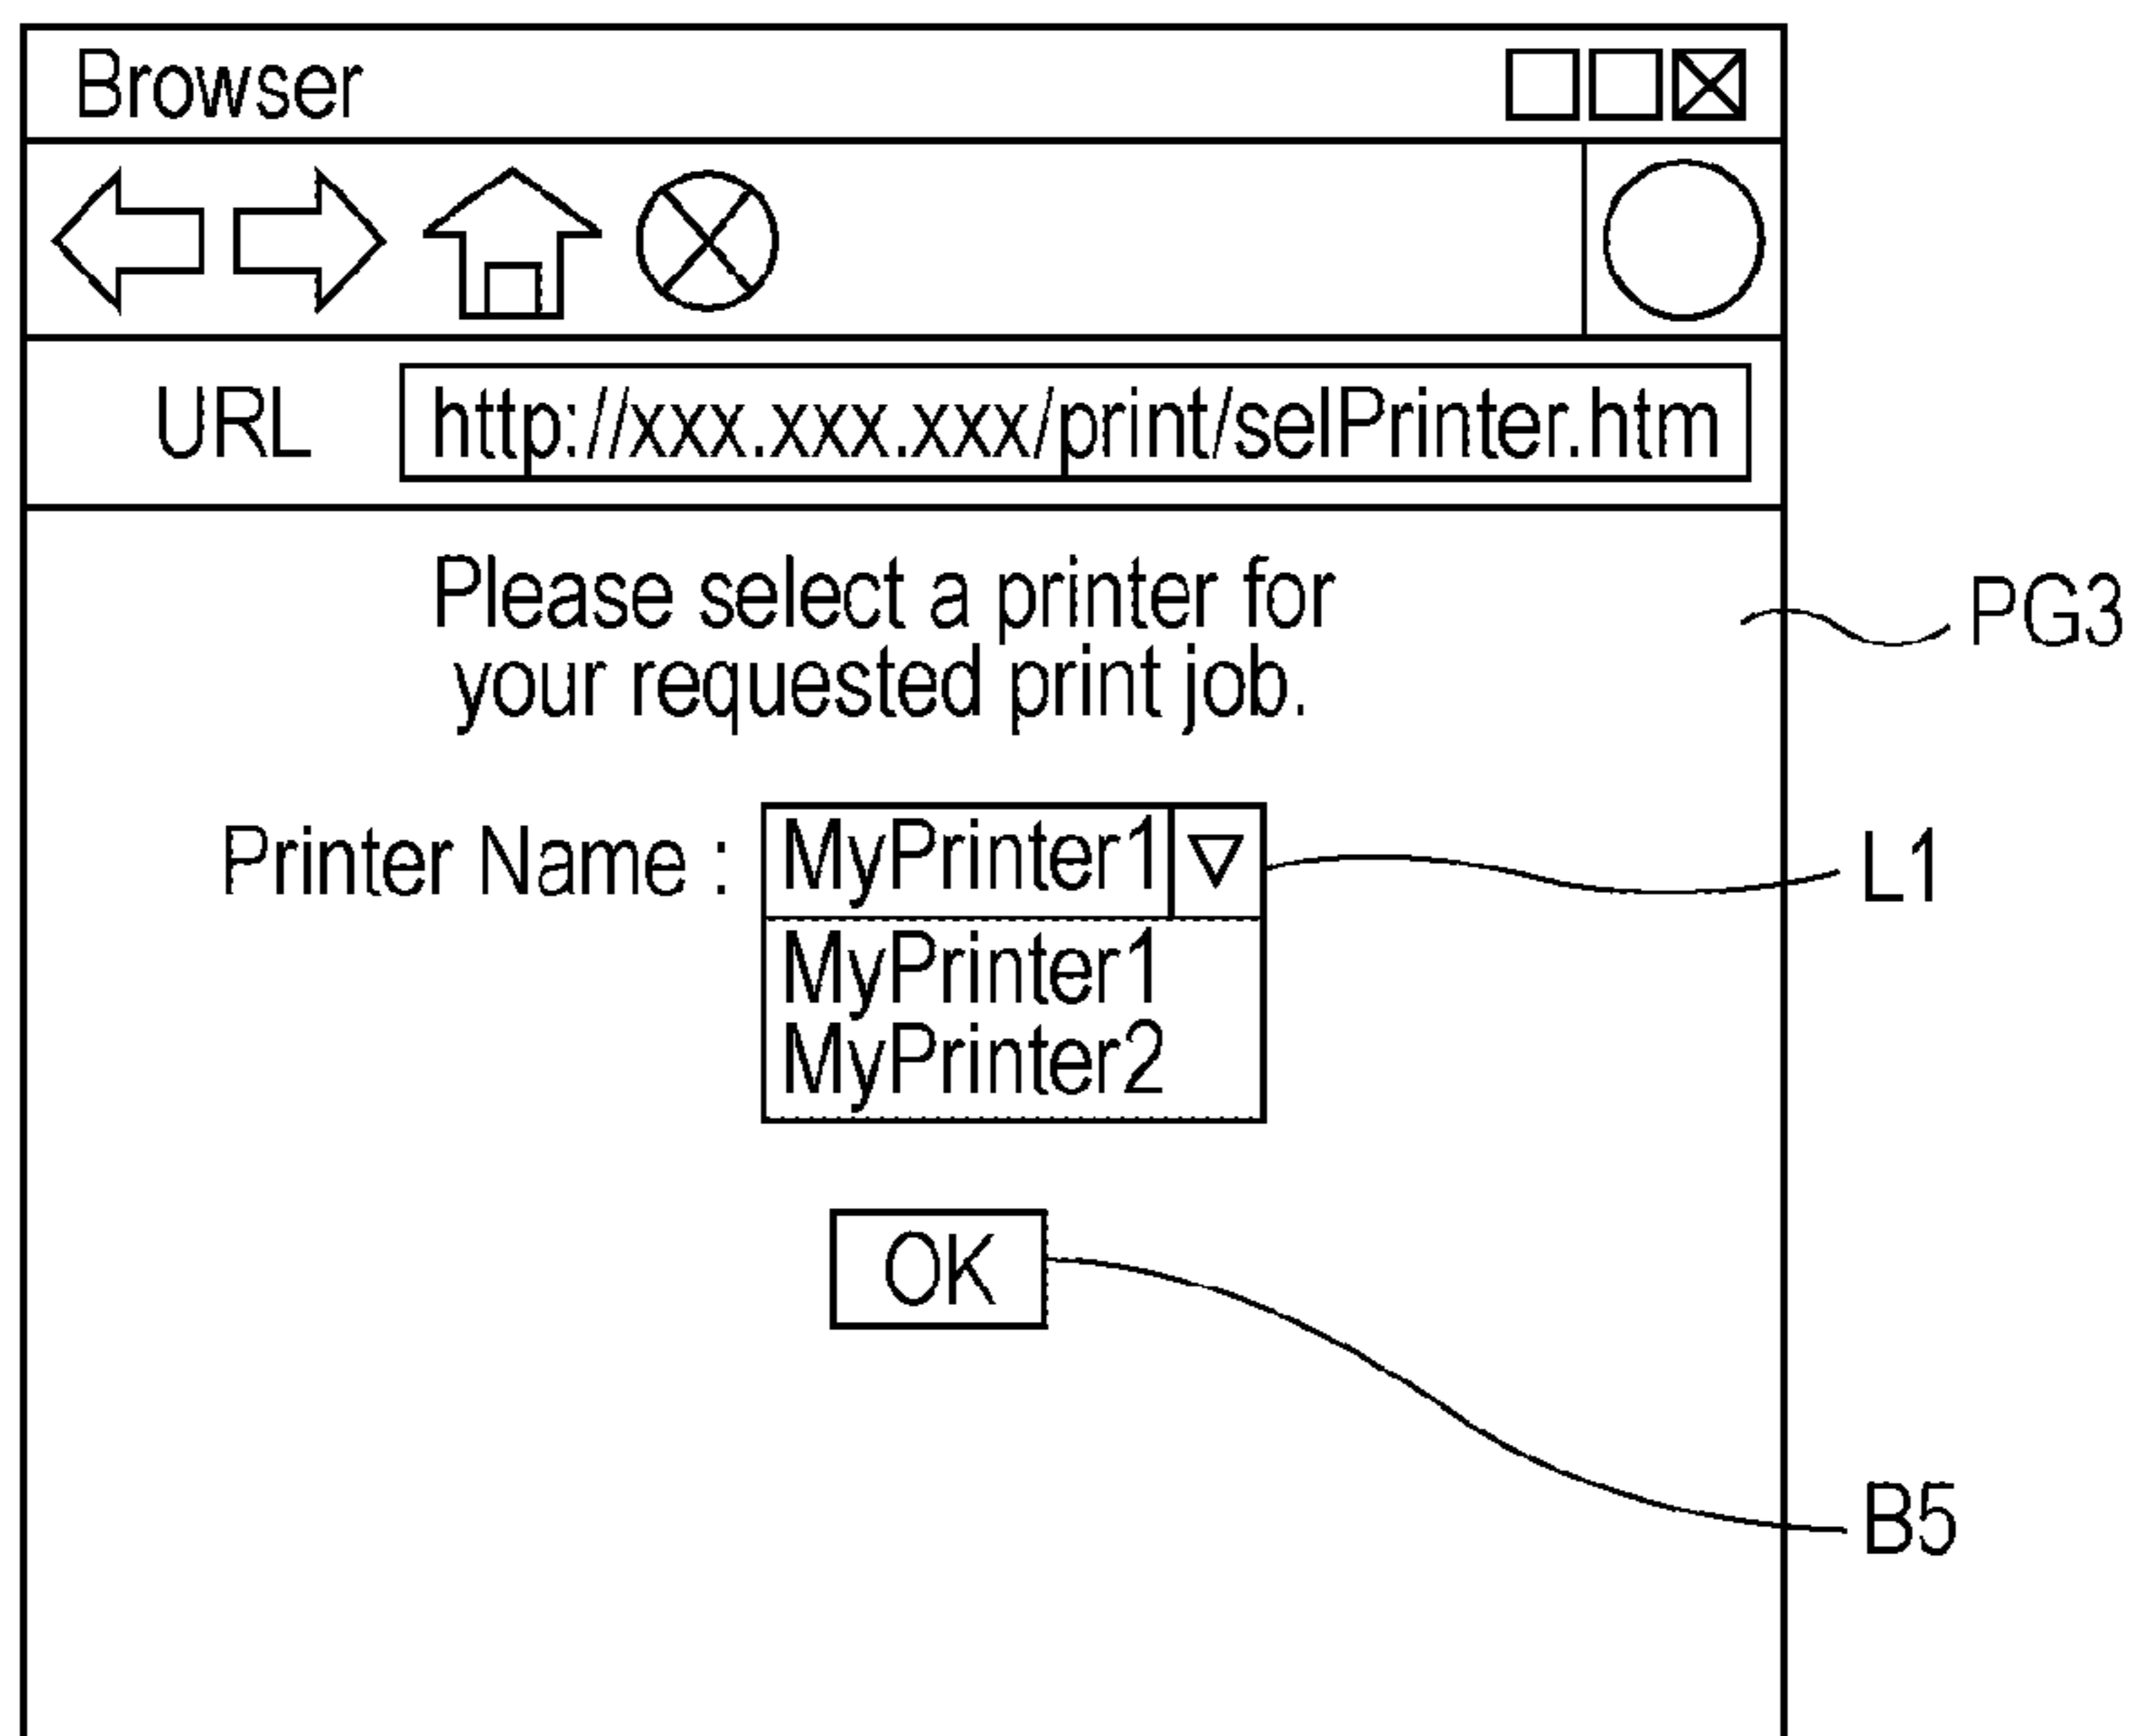 Browser
URL http://xxx.xxx.xxx/print/selPrinter.htm
Please select a printer for
your requested print job.
PG3
Printer Name : MyPrinter1
L1
MyPrinter1
MyPrinter2
OK
B5